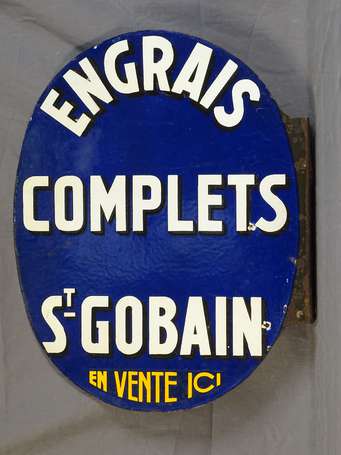 ENGRAIS
COMPLETS
ST GOBAIN
EN VENTE ICI